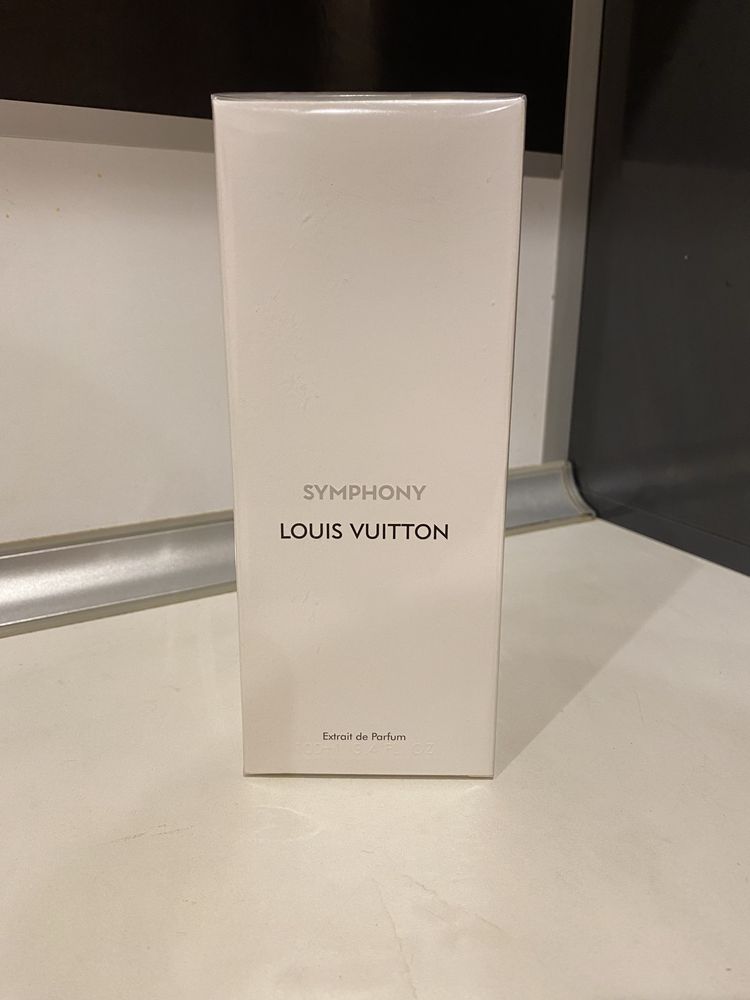 SYMPHONY
LOUIS VUITTON
Extrait de Parfum